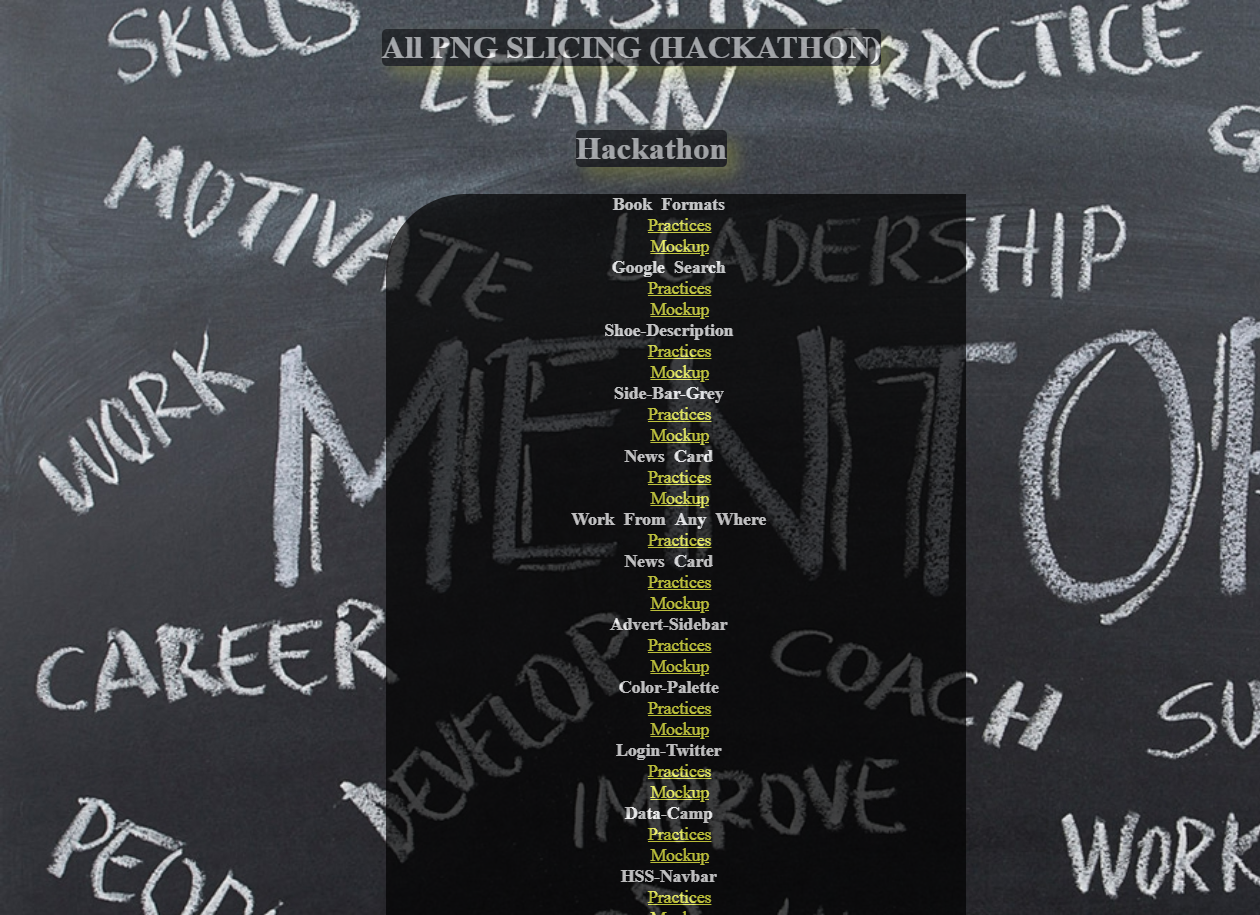 SKILLS
INSPIRE
All PNG SLICING (HACKATHON)
LEARN
PRACTICE
Hackathon
MOTIVATE
LEADERSHIP
Book Formats
Practices
Mockup
Google Search
Practices
Mockup
Shoe-Description
Practices
Mockup
Side-Bar-Grey
Practices
Mockup
News Card
Practices
Mockup
Work From Any Where
Practices
News Card
Practices
Mockup
Advert-Sidebar
Practices
Mockup
Color-Palette
Practices
Mockup
Login-Twitter
Practices
Mockup
Data-Camp
Practices
Mockup
HSS-Navbar
Practices
WORK
MENTO
CAREER
DEVELOP
COACH
SU
IMPROVE
PEOP
WORK